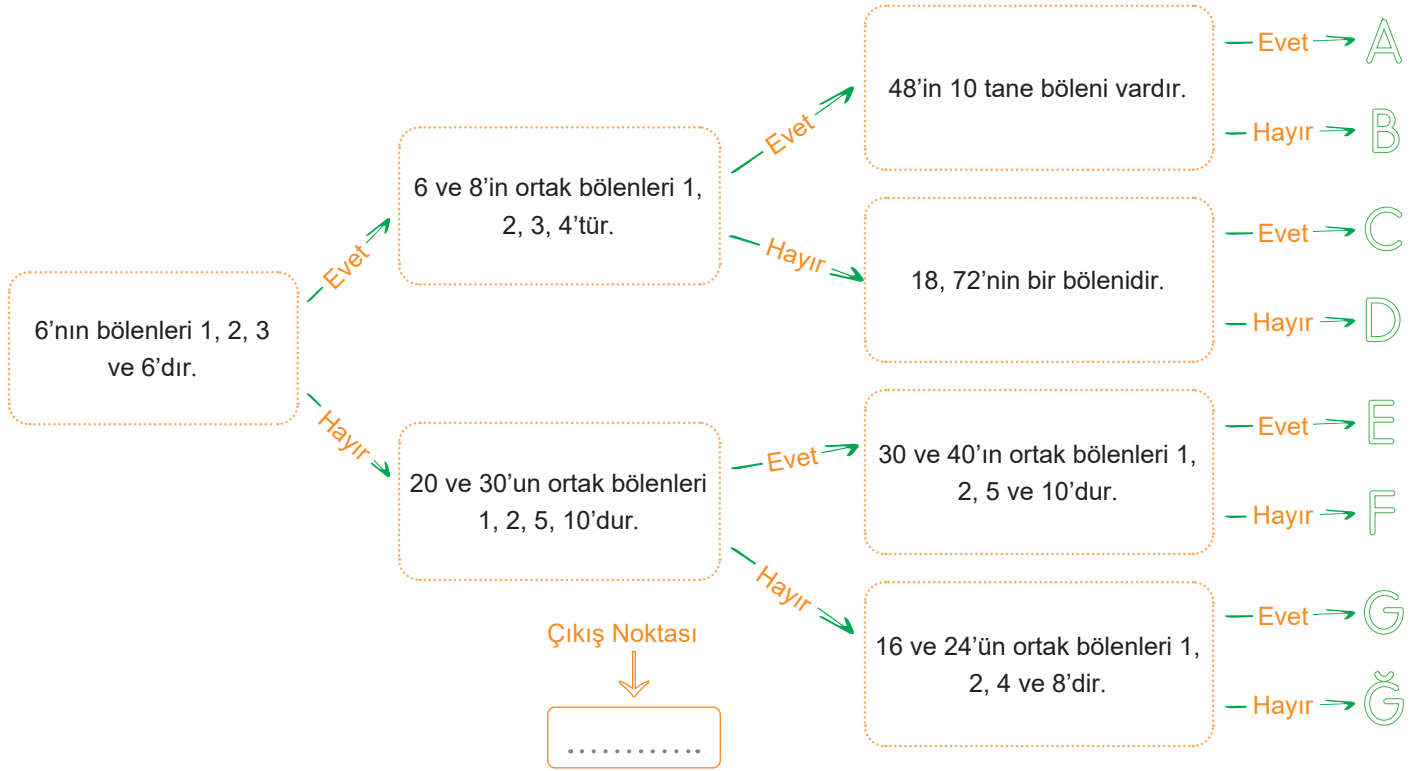 6’nın bölenleri 1, 2, 3
ve 6’dır.
Evet
Hayır
6 ve 8’in ortak bölenleri 1,
2, 3, 4’tür.
Evet
Hayır
20 ve 30’un ortak bölenleri
1, 2, 5, 10’dur.
Evet
Hayır
48’in 10 tane böleni vardır.
Evet
A
Hayır
B
18, 72’nin bir bölenidir.
Evet
C
Hayır
D
30 ve 40’ın ortak bölenleri 1,
2, 5 ve 10’dur.
Evet
E
Hayır
F
16 ve 24’ün ortak bölenleri 1,
2, 4 ve 8’dir.
Evet
G
Hayır
Ğ
Çıkış Noktası
............